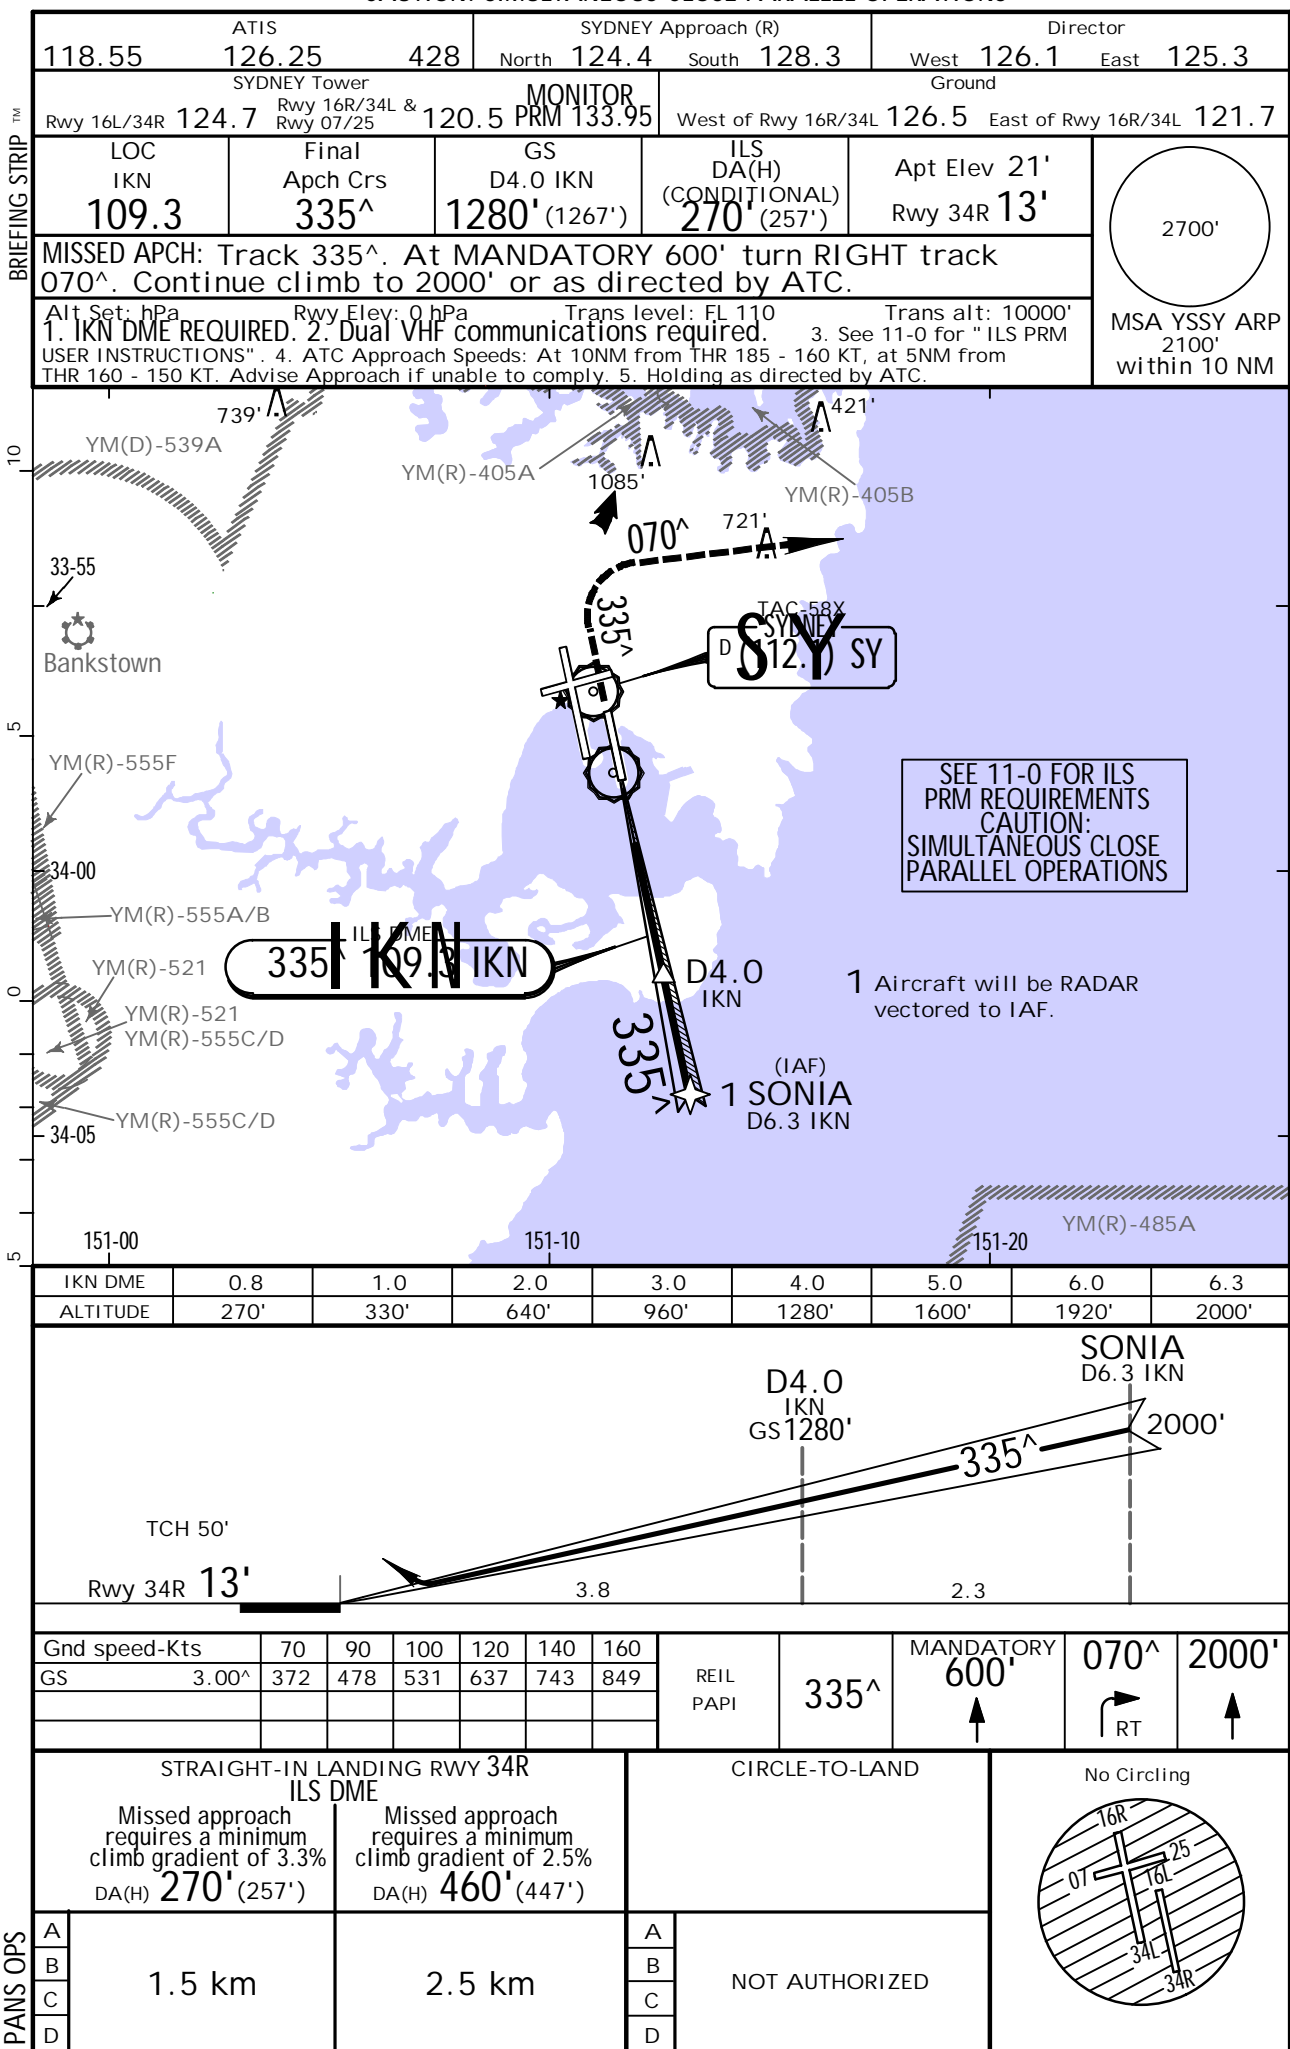 ATIS
118.55 126.25 428
SYDNEY Approach (R)
North 124.4 South 128.3
Director
West 126.1 East 125.3
SYDNEY Tower
Rwy 16L/34R 124.7 Rwy 16R/34L & Rwy 07/25 120.5
MONITOR
PRM 133.95
Ground
West of Rwy 16R/34L 126.5 East of Rwy 16R/34L 121.7
BRIEFING STRIP ™
LOC
IKN
109.3
Final
Apch Crs
335^
GS
D4.0 IKN
1280' (1267')
ILS
DA(H)
(CONDITIONAL)
270' (257')
Apt Elev 21'
Rwy 34R 13'
2700'
MSA YSSY ARP
2100'
within 10 NM
MISSED APCH: Track 335^. At MANDATORY 600' turn RIGHT track
070^. Continue climb to 2000' or as directed by ATC.
Alt Set: hPa Rwy Elev: 0 hPa Trans level: FL 110 Trans alt: 10000'
1. IKN DME REQUIRED. 2. Dual VHF communications required. 3. See 11-0 for "ILS PRM
USER INSTRUCTIONS". 4. ATC Approach Speeds: At 10NM from THR 185 - 160 KT, at 5NM from
THR 160 - 150 KT. Advise Approach if unable to comply. 5. Holding as directed by ATC.
739'
421'
YM(D)-539A
YM(R)-405A
1085'
YM(R)-405B
10
070^
721'
33-55
335^
TAC-58X
SYDNEY
D (112.1) SY
S Y
Bankstown
5
YM(R)-555F
SEE 11-0 FOR ILS
PRM REQUIREMENTS
CAUTION:
SIMULTANEOUS CLOSE
PARALLEL OPERATIONS
34-00
YM(R)-555A/B
ILS DME
335^ 109.3 IKN
I K N
YM(R)-521
0
D4.0
IKN
1 Aircraft will be RADAR
vectored to IAF.
YM(R)-521
YM(R)-555C/D
335^
(IAF)
1 SONIA
D6.3 IKN
YM(R)-555C/D
34-05
YM(R)-485A
5
151-00 151-10 151-20
IKN DME 0.8 1.0 2.0 3.0 4.0 5.0 6.0 6.3
ALTITUDE 270' 330' 640' 960' 1280' 1600' 1920' 2000'
SONIA
D6.3 IKN
D4.0
IKN
GS 1280'
2000'
335^
TCH 50'
Rwy 34R 13'
3.8 2.3
Gnd speed-Kts 70 90 100 120 140 160
GS 3.00^ 372 478 531 637 743 849
REIL
PAPI
335^
MANDATORY
600'
070^
RT
2000'
STRAIGHT-IN LANDING RWY 34R
ILS DME
Missed approach
requires a minimum
climb gradient of 3.3%
DA(H) 270' (257')
Missed approach
requires a minimum
climb gradient of 2.5%
DA(H) 460' (447')
CIRCLE-TO-LAND
No Circling
16R
25
07
16L
34L
34R
PANS OPS
A
B
C
D
1.5 km
2.5 km
A
B
C
D
NOT AUTHORIZED